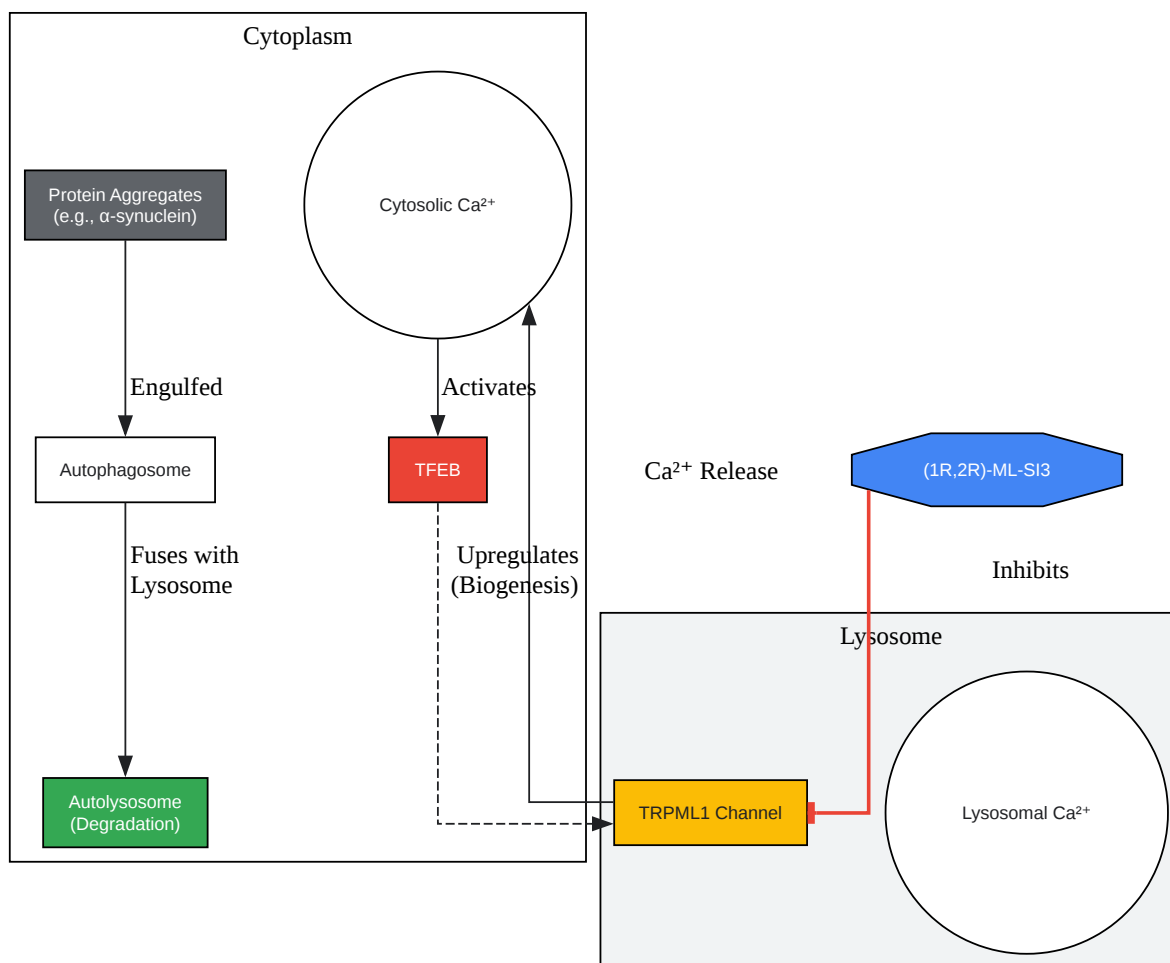 Cytoplasm
Protein Aggregates
(e.g., α-synuclein)
Cytosolic Ca²⁺
Engulfed
Activates
Autophagosome
TFEB
Ca²⁺ Release
(1R,2R)-ML-SI3
Fuses with
Lysosome
Upregulates
(Biogenesis)
Inhibits
Lysosome
Autolysosome
(Degradation)
TRPML1 Channel
Lysosomal Ca²⁺